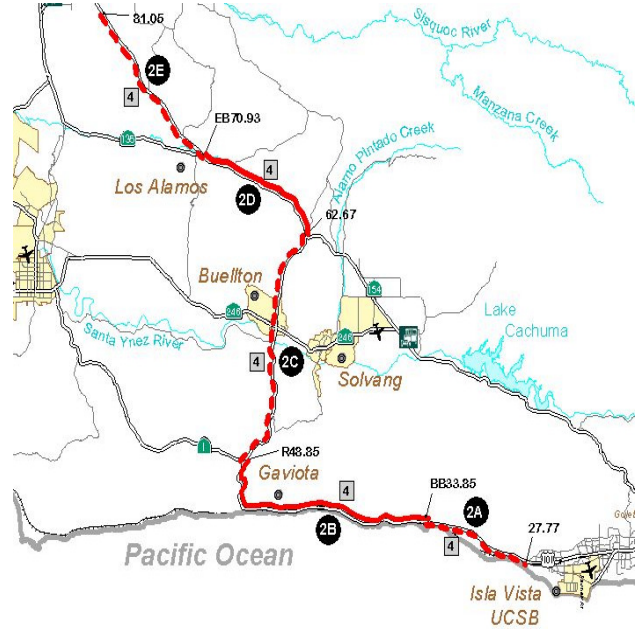 81.05
Sisquoc River
2E
4
Manzana Creek
EB70.93
135
Alamo Pintado Creek
4
Los Alamos
2D
62.67
Buellton
154
Lake
Cachuma
246
246
Santa Ynez River
4
2C
Solvang
1
R48.85
Gaviota
4
BB33.85
2A
2B
4
27.77
Pacific Ocean
101
Isla Vista
UCSB